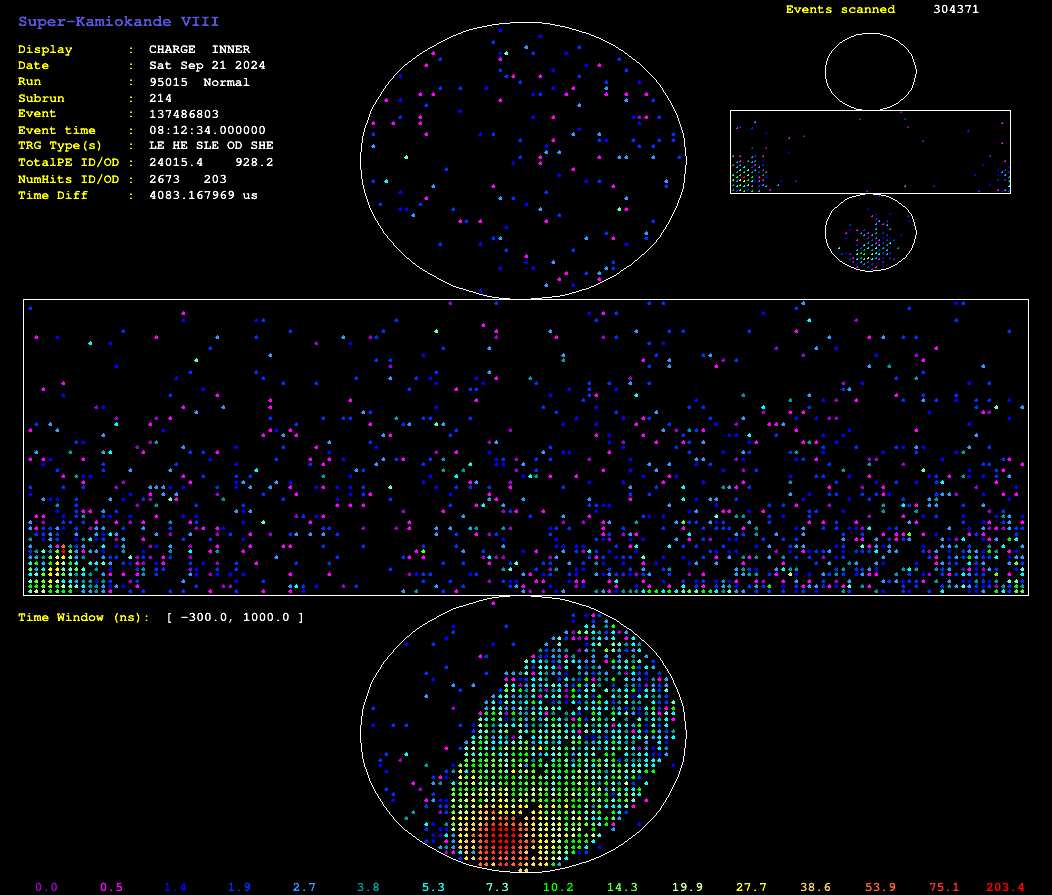 Super-Kamiokande VIII
Events scanned 304371
Display : CHARGE INNER
Date : Sat Sep 21 2024
Run : 95015 Normal
Subrun : 214
Event : 137486803
Event time : 08:12:34.000000
TRG Type(s) : LE HE SLE OD SHE
TotalPE ID/OD : 24015.4 928.2
NumHits ID/OD : 2673 203
Time Diff : 4083.167969 us
Time Window (ns): [ -300.0, 1000.0 ]
0.0 0.5 1.4 1.9 2.7 3.8 5.3 7.3 10.2 14.3 19.9 27.7 38.6 53.9 75.1 203.4